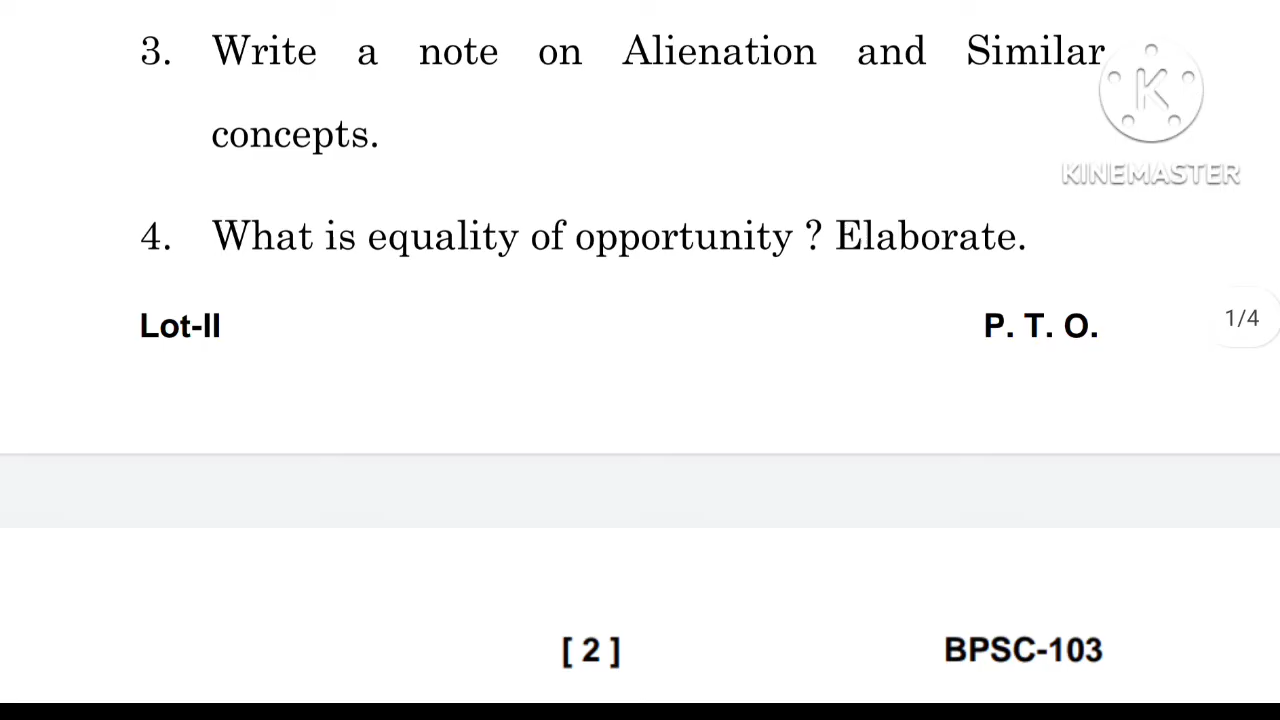 3. Write a note on Alienation and Similar
concepts.
K
KINEMASTER
4. What is equality of opportunity ? Elaborate.
Lot-II P. T. O.
1/4
[ 2 ] BPSC-103